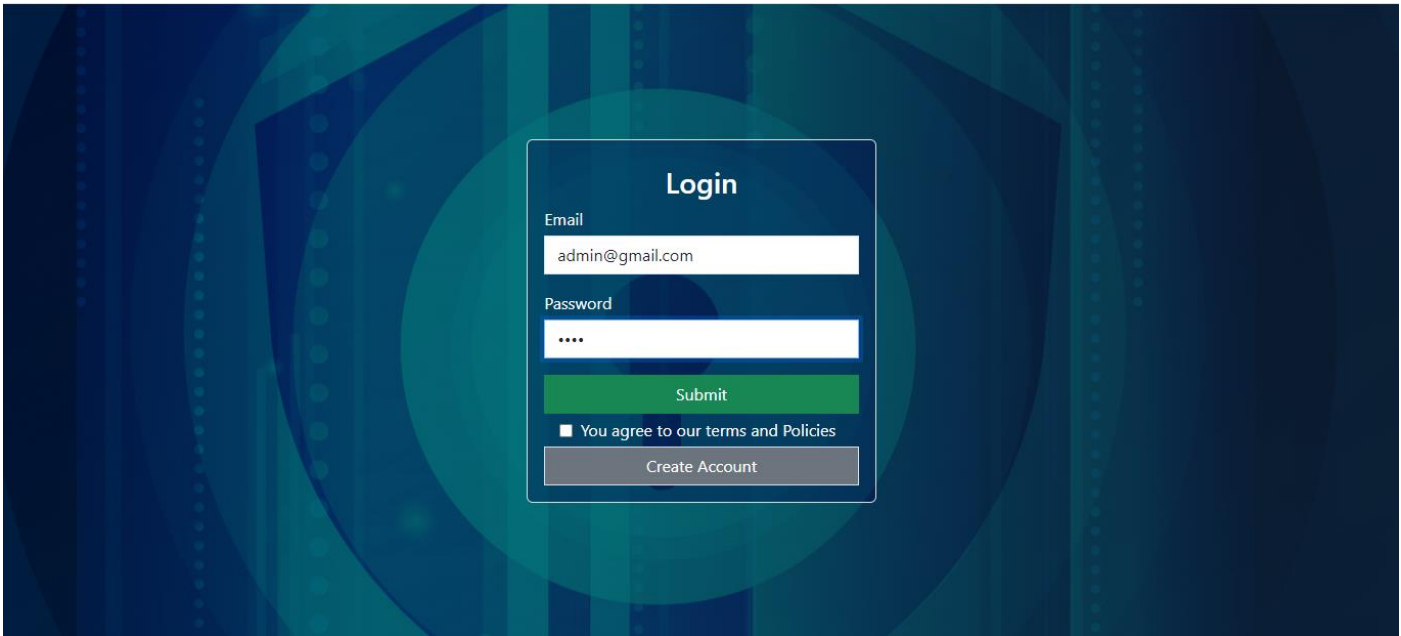 Login
Email
admin@gmail.com
Password
••••
Submit
You agree to our terms and Policies
Create Account